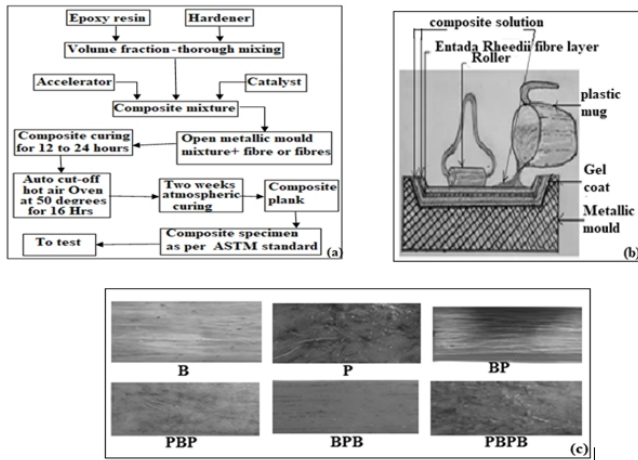 Epoxy resin
Hardener
Volume fraction-thorough mixing
Accelerator
Catalyst
Composite mixture
Composite curing
for 12 to 24 hours
Open metallic mould
mixture+ fibre or fibres
Auto cut-off
hot air Oven
at 50 degrees
for 16 Hrs
Two weeks
atmospheric
curing
Composite
plank
To test
Composite specimen
as per ASTM standard
(a)
composite solution
Entada Rheedii fibre layer
Roller
plastic
mug
Gel
coat
Metallic
mould
(b)
B
P
BP
PBP
BPB
PBPB
(c)